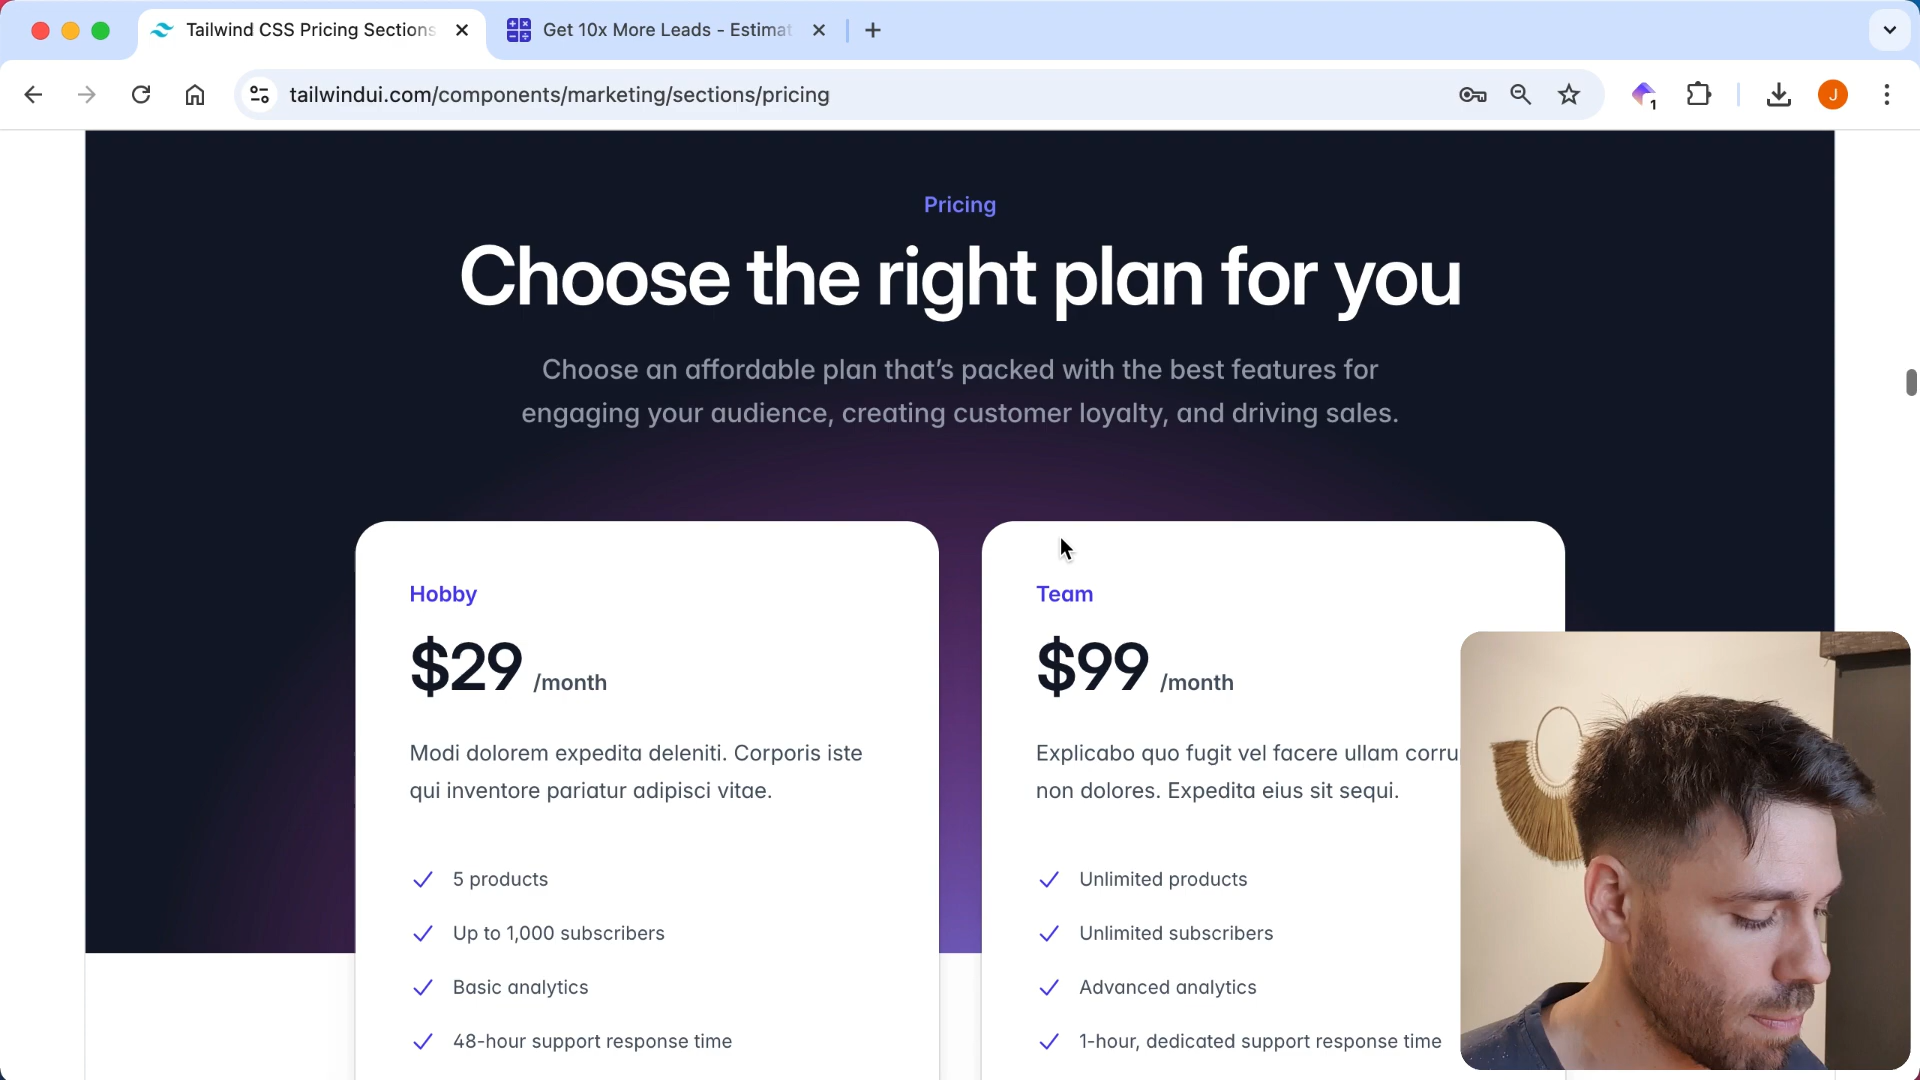 Tailwind CSS Pricing Sections
Get 10x More Leads - Estimat
tailwindui.com/components/marketing/sections/pricing
1
J
Pricing
Choose the right plan for you
Choose an affordable plan that’s packed with the best features for
engaging your audience, creating customer loyalty, and driving sales.
Hobby
$29 /month
Modi dolorem expedita deleniti. Corporis iste
qui inventore pariatur adipisci vitae.
5 products
Up to 1,000 subscribers
Basic analytics
48-hour support response time
Team
$99 /month
Explicabo quo fugit vel facere ullam corru
non dolores. Expedita eius sit sequi.
Unlimited products
Unlimited subscribers
Advanced analytics
1-hour, dedicated support response time